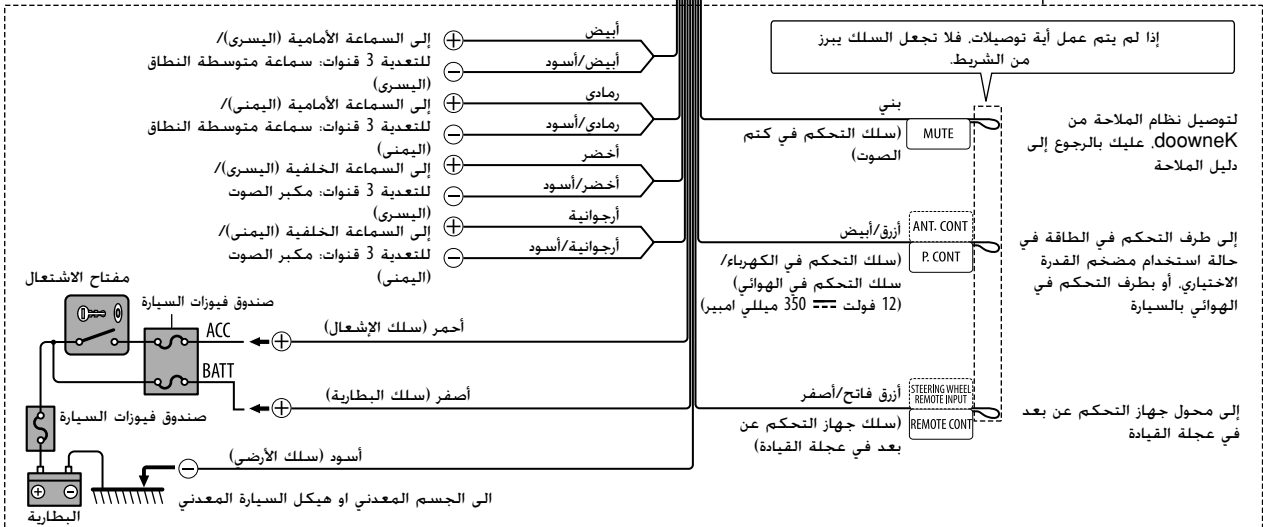 إذا لم يتم عمل أية توصيلات، فلا تجعل السلك يبرز
من الشريط.
أبيض
إلى السماعة الأمامية (اليسرى)/
أبيض/أسود
للتعدية 3 قنوات: سماعة متوسطة النطاق
(اليسرى)
رمادى
إلى السماعة الأمامية (اليمنى)/
رمادى/أسود
للتعدية 3 قنوات: سماعة متوسطة النطاق
(اليمنى)
أخضر
إلى السماعة الخلفية (اليسرى)/
أخضر/أسود
للتعدية 3 قنوات: مكبر الصوت
(اليسرى)
أرجوانية
إلى السماعة الخلفية (اليمنى)/
أرجوانية/أسود
للتعدية 3 قنوات: مكبر الصوت
(اليمنى)
لتوصيل نظام الملاحة من
doowneK، عليك بالرجوع إلى
دليل الملاحة
بني
MUTE
(سلك التحكم في كتم
الصوت)
إلى طرف التحكم في الطاقة في
حالة استخدام مضخم القدرة
الاختياري. أو بطرف التحكم في
الهوائي بالسيارة
ANT. CONT
P. CONT
أزرق/أبيض
(سلك التحكم في الكهرباء/
سلك التحكم في الهوائي)
(12 فولت ⎓ 350 ميللي امبير)
مفتاح الاشتعال
صندوق فيوزات السيارة
ACC
أحمر (سلك الإشعال)
BATT
أصفر (سلك البطارية)
إلى محول جهاز التحكم عن بعد
في عجلة القيادة
STEERING WHEEL
REMOTE INPUT
REMOTE CONT
أزرق فاتح/أصفر
(سلك جهاز التحكم عن
بعد في عجلة القيادة)
صندوق فيوزات السيارة
أسود (سلك الأرضي)
الى الجسم المعدني او هيكل السيارة المعدني
البطارية